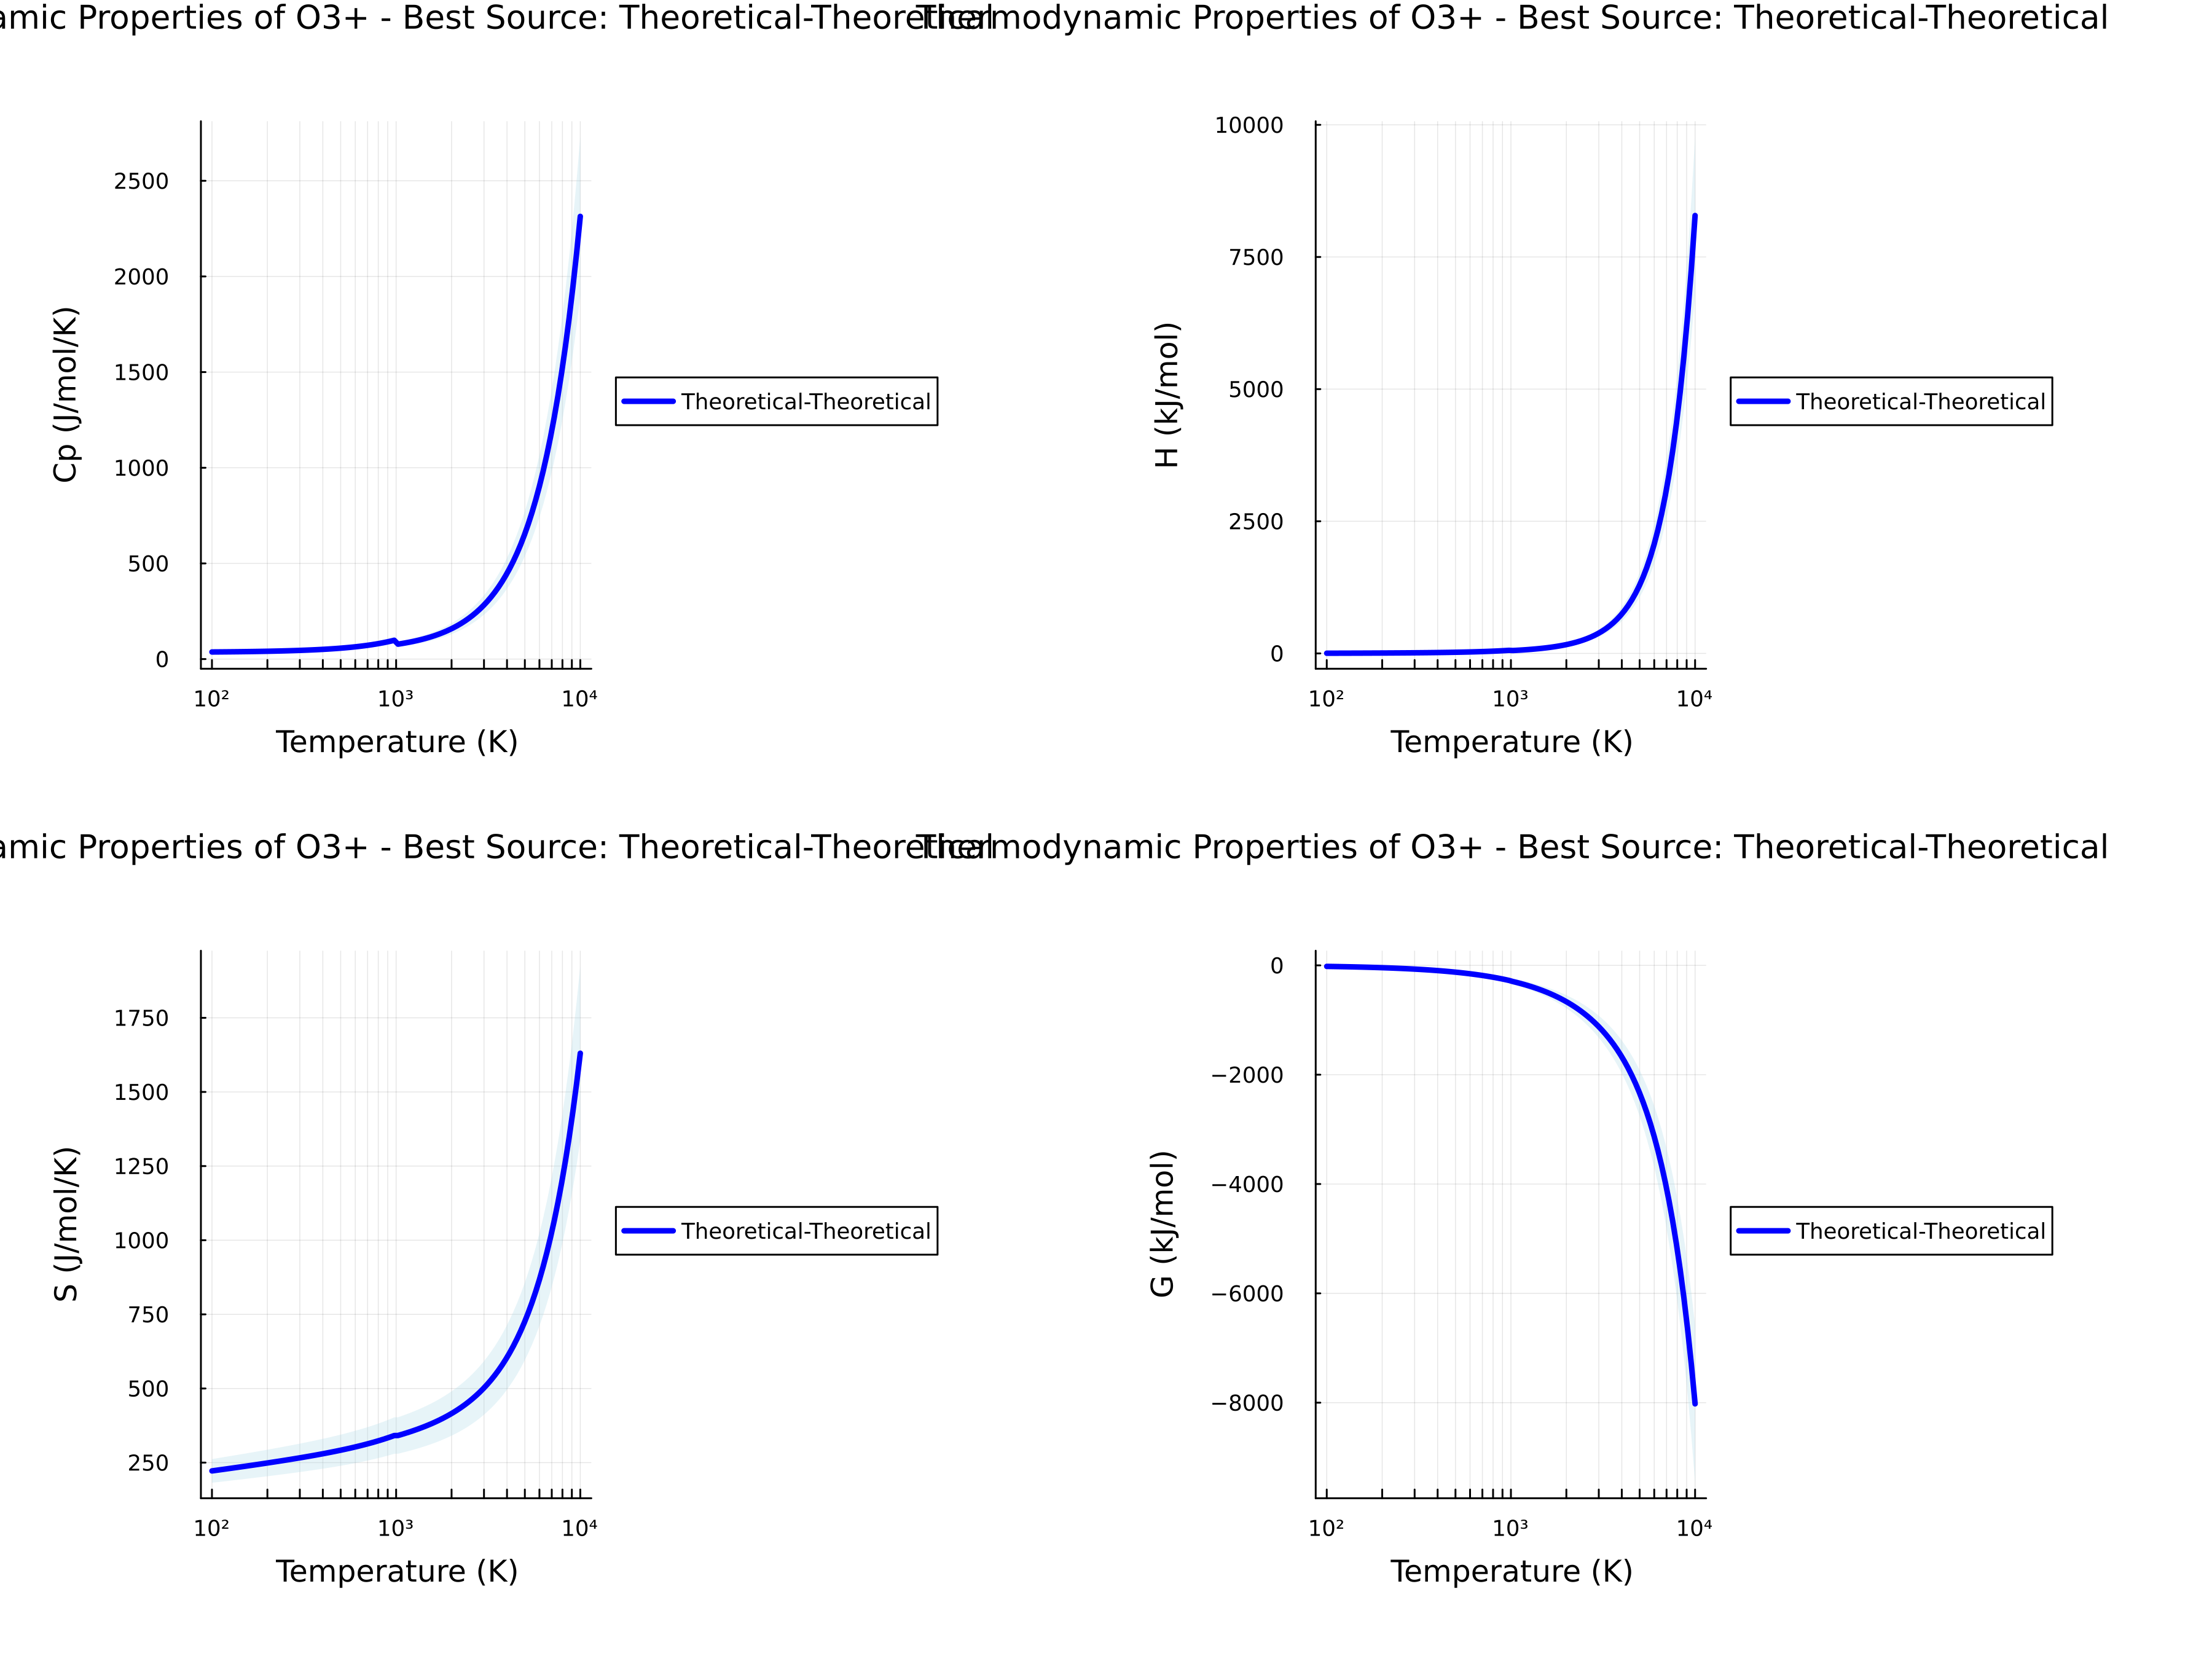 amic Properties of O3+ - Best Source: Theoretical-Theoretical
Thermodynamic Properties of O3+ - Best Source: Theoretical-Theoretical
Cp (J/mol/K)
2500
2000
1500
1000
500
0
10² 10³ 10⁴
Temperature (K)
Theoretical-Theoretical
H (kJ/mol)
10000
7500
5000
2500
0
10² 10³ 10⁴
Temperature (K)
Theoretical-Theoretical
amic Properties of O3+ - Best Source: Theoretical-Theoretical
Thermodynamic Properties of O3+ - Best Source: Theoretical-Theoretical
S (J/mol/K)
1750
1500
1250
1000
750
500
250
10² 10³ 10⁴
Temperature (K)
Theoretical-Theoretical
G (kJ/mol)
0
−2000
−4000
−6000
−8000
10² 10³ 10⁴
Temperature (K)
Theoretical-Theoretical